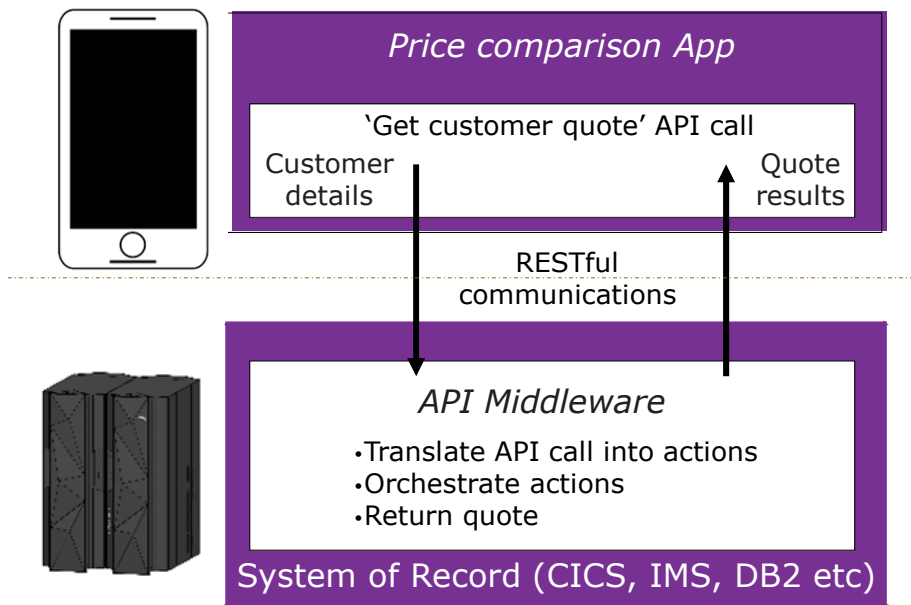 Price comparison App
‘Get customer quote’ API call
Customer
details
Quote
results
RESTful
communications
API Middleware
•Translate API call into actions
•Orchestrate actions
•Return quote
System of Record (CICS, IMS, DB2 etc)